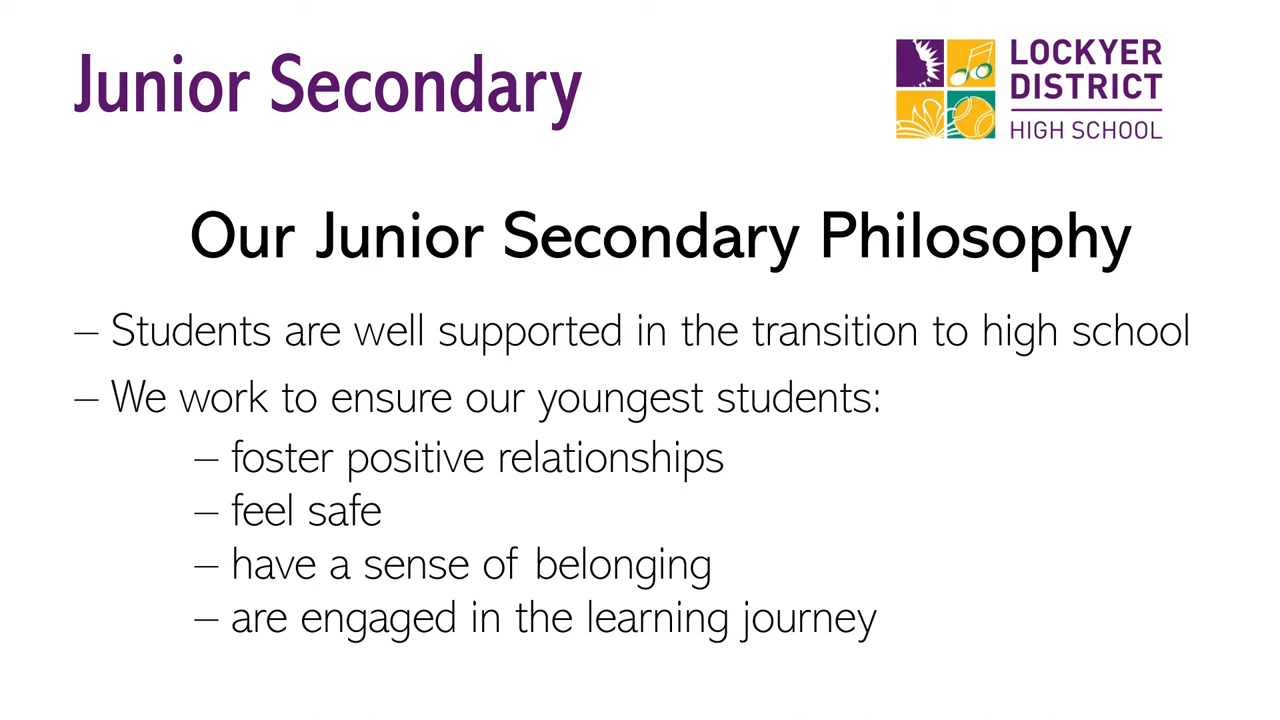 Junior Secondary
LOCKYER
DISTRICT
HIGH SCHOOL
Our Junior Secondary Philosophy
– Students are well supported in the transition to high school
– We work to ensure our youngest students:
– foster positive relationships
– feel safe
– have a sense of belonging
– are engaged in the learning journey